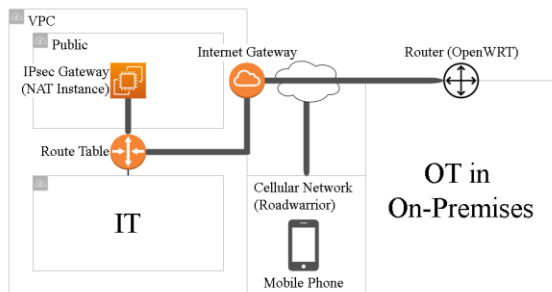 VPC
Public
IPsec Gateway
(NAT Instance)
Internet Gateway
Router (OpenWRT)
Route Table
IT
Cellular Network
(Roadwarrior)
Mobile Phone
OT in
On-Premises